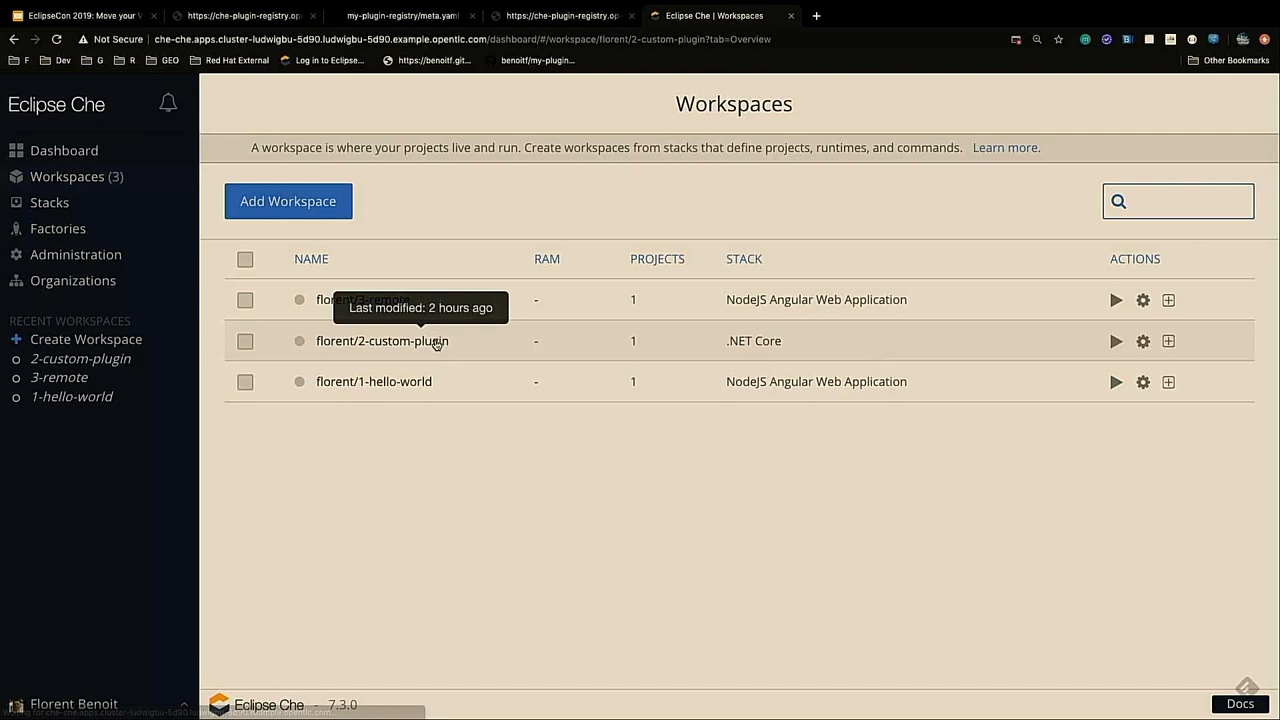 EclipseCon 2019: Move your V
https://che-plugin-registry.op
my-plugin-registry/meta.yaml
https://che-plugin-registry.op
Eclipse Che | Workspaces
Not Secure
che-che.apps.cluster-ludwigbu-5d90.ludwigbu-5d90.example.opentlc.com/dashboard/#/workspace/florent/2-custom-plugin?tab=Overview
F
Dev
G
R
GEO
Red Hat External
Log in to Eclipse...
https://benoitf.git...
benoitf/my-plugin...
Other Bookmarks
Eclipse Che
Dashboard
Workspaces (3)
Stacks
Factories
Administration
Organizations
RECENT WORKSPACES
Create Workspace
2-custom-plugin
3-remote
1-hello-world
Florent Benoit
Workspaces
A workspace is where your projects live and run. Create workspaces from stacks that define projects, runtimes, and commands. Learn more.
Add Workspace
NAME RAM PROJECTS STACK ACTIONS
florent/3-remote - 1 NodeJS Angular Web Application
Last modified: 2 hours ago
florent/2-custom-plugin - 1 .NET Core
florent/1-hello-world - 1 NodeJS Angular Web Application
Eclipse Che - 7.3.0
Docs